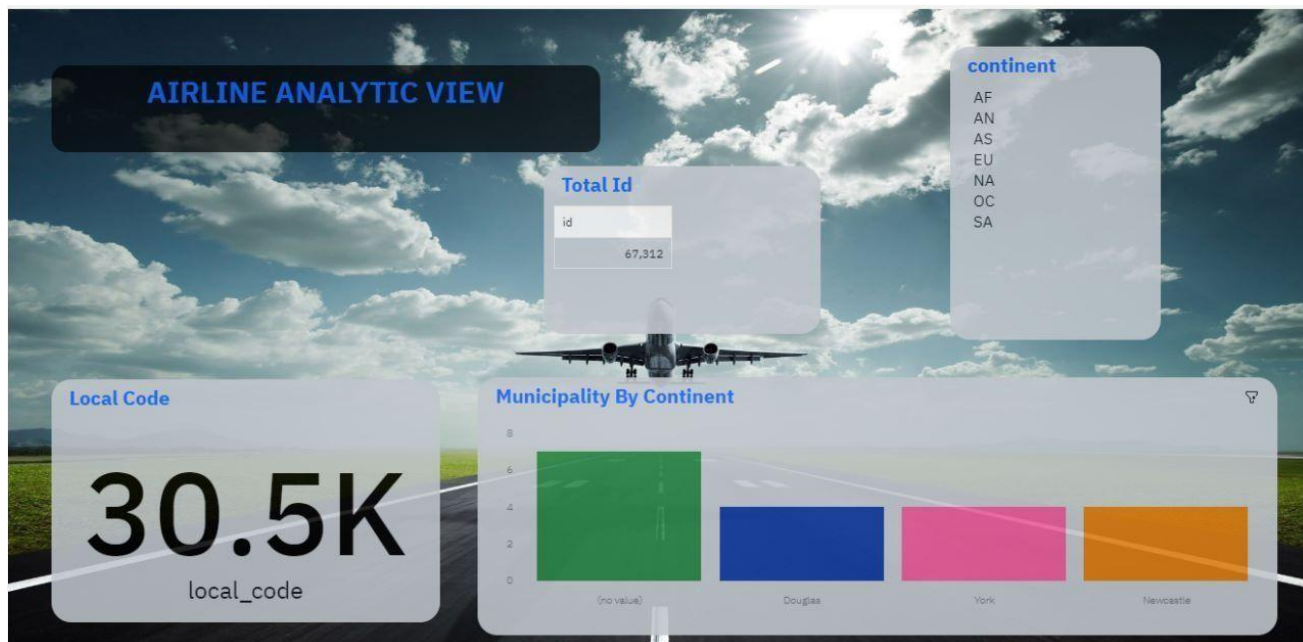 AIRLINE ANALYTIC VIEW
continent
AF
AN
AS
EU
NA
OC
SA
Total Id
id
67,312
Local Code
30.5K
local_code
Municipality By Continent
8
6
4
2
0
(no value)
Douglas
York
Newcastle